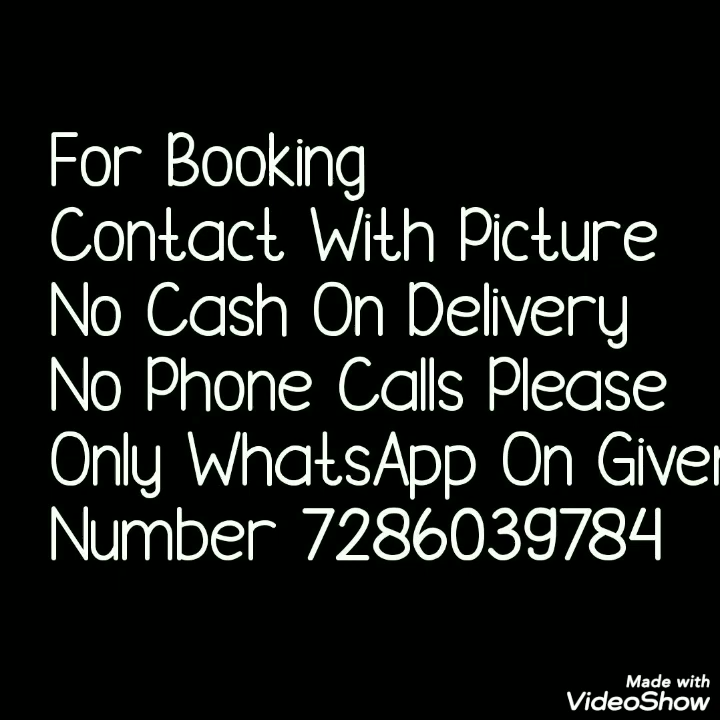 For Booking
Contact With Picture
No Cash On Delivery
No Phone Calls Please
Only WhatsApp On Given
Number 7286039784
Made with
VideoShow